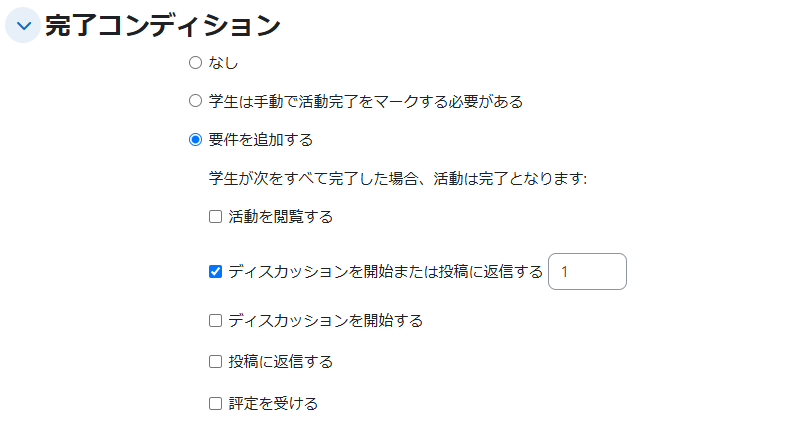 完了コンディション
なし
学生は手動で活動完了をマークする必要がある
要件を追加する
学生が次をすべて完了した場合、活動は完了となります:
活動を閲覧する
ディスカッションを開始または投稿に返信する 1
ディスカッションを開始する
投稿に返信する
評定を受ける